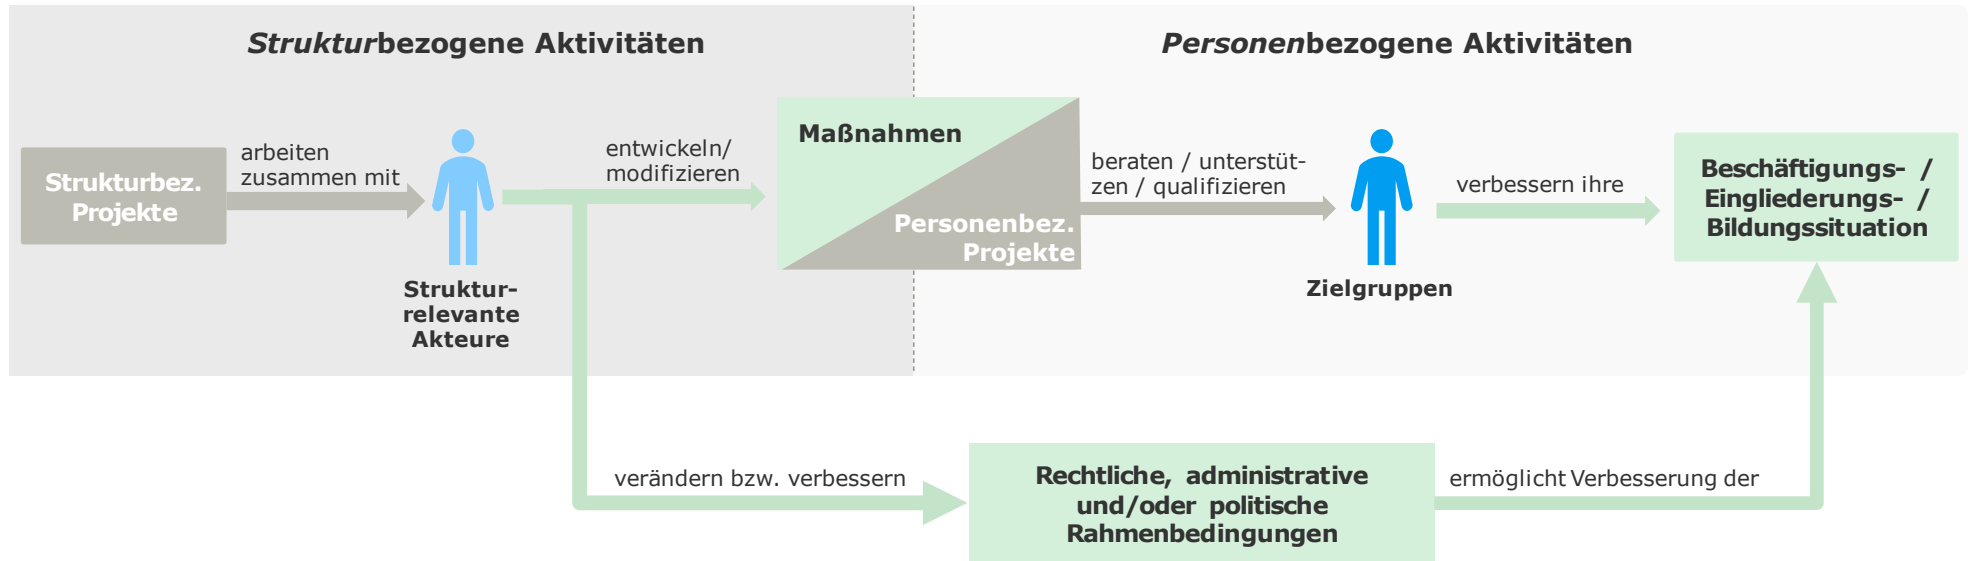 Strukturbezogene Aktivitäten
Personenbezogene Aktivitäten
Strukturbez.
Projekte
arbeiten
zusammen mit
Struktur-
relevante
Akteure
entwickeln/
modifizieren
Maßnahmen
Personenbez.
Projekte
beraten / unterstüt-
zen / qualifizieren
Zielgruppen
verbessern ihre
Beschäftigungs- /
Eingliederungs- /
Bildungssituation
verändern bzw. verbessern
Rechtliche, administrative
und/oder politische
Rahmenbedingungen
ermöglicht Verbesserung der